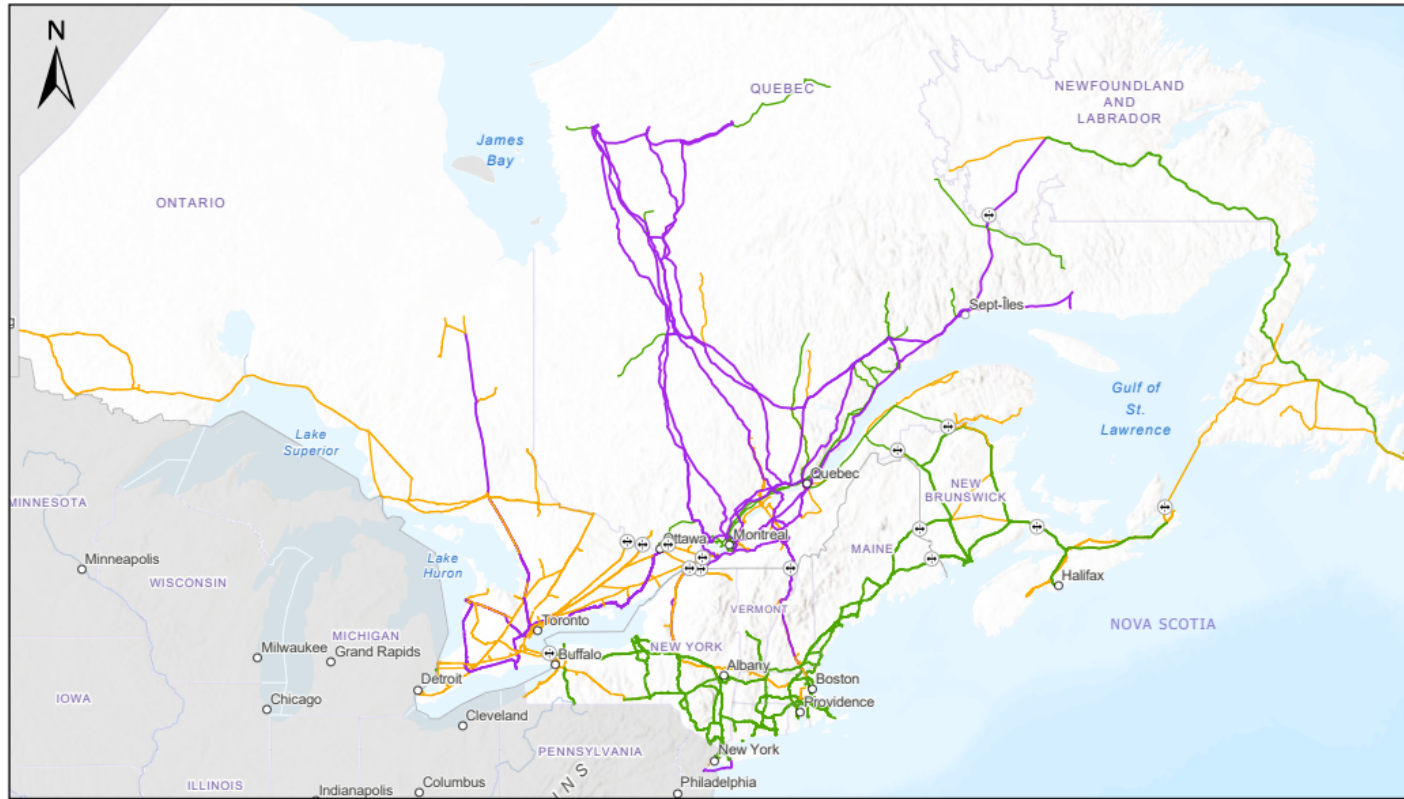 N
QUEBEC
NEWFOUNDLAND
AND
LABRADOR
James
Bay
ONTARIO
Sept-Îles
Gulf of
St.
Lawrence
Lake
Superior
Quebec
NEW
BRUNSWICK
MINNESOTA
Ottawa
Montreal
MAINE
Minneapolis
Lake
Huron
WISCONSIN
Halifax
VERMONT
Toronto
NOVA SCOTIA
MICHIGAN
Milwaukee
Grand Rapids
NEW YORK
Buffalo
Albany
Detroit
Boston
IOWA
Chicago
Providence
Cleveland
New York
PENNSYLVANIA
ILLINOIS
Columbus
Indianapolis
Philadelphia
INS